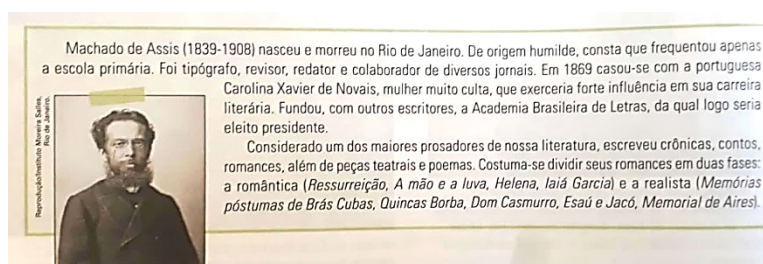 Machado de Assis (1839-1908) nasceu e morreu no Rio de Janeiro. De origem humilde, consta que frequentou apenas
a escola primária. Foi tipógrafo, revisor, redator e colaborador de diversos jornais. Em 1869 casou-se com a portuguesa
Carolina Xavier de Novais, mulher muito culta, que exerceria forte influência em sua carreira
literária. Fundou, com outros escritores, a Academia Brasileira de Letras, da qual logo seria
eleito presidente.
Considerado um dos maiores prosadores de nossa literatura, escreveu crônicas, contos,
romances, além de peças teatrais e poemas. Costuma-se dividir seus romances em duas fases:
a romântica (Ressurreição, A mão e a luva, Helena, Iaiá Garcia) e a realista (Memórias
póstumas de Brás Cubas, Quincas Borba, Dom Casmurro, Esaú e Jacó, Memorial de Aires).
Reprodução/Instituto Moreira Salles,
Rio de Janeiro.